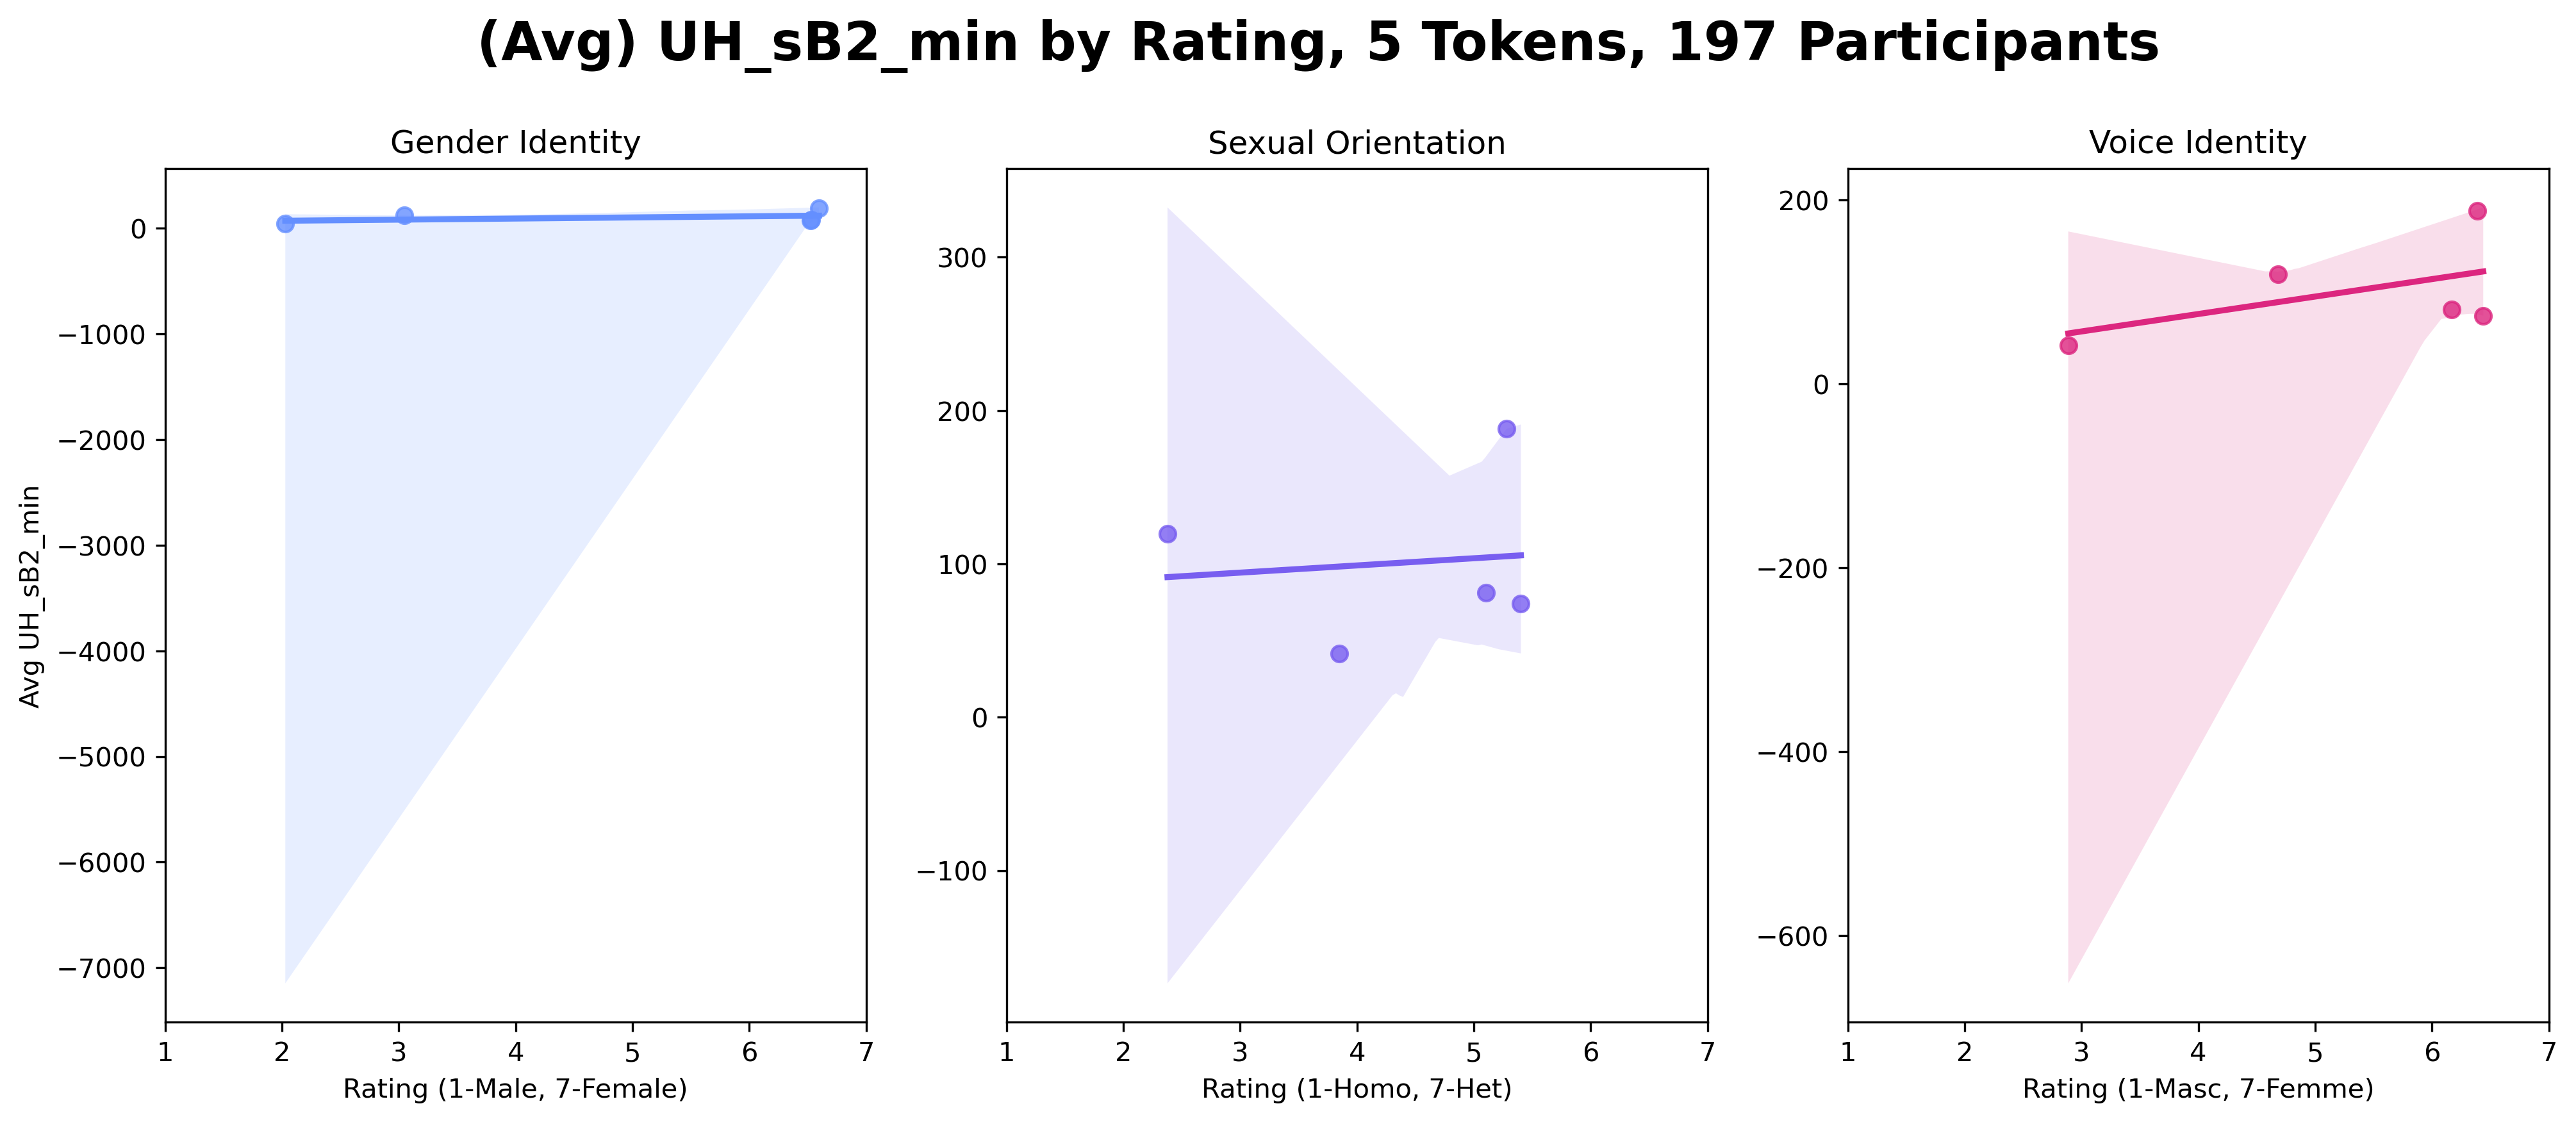 (Avg) UH_sB2_min by Rating, 5 Tokens, 197 Participants
Gender Identity
Sexual Orientation
Voice Identity
Avg UH_sB2_min
0
−1000
−2000
−3000
−4000
−5000
−6000
−7000
1 2 3 4 5 6 7
Rating (1-Male, 7-Female)
300
200
100
0
−100
1 2 3 4 5 6 7
Rating (1-Homo, 7-Het)
200
0
−200
−400
−600
1 2 3 4 5 6 7
Rating (1-Masc, 7-Femme)